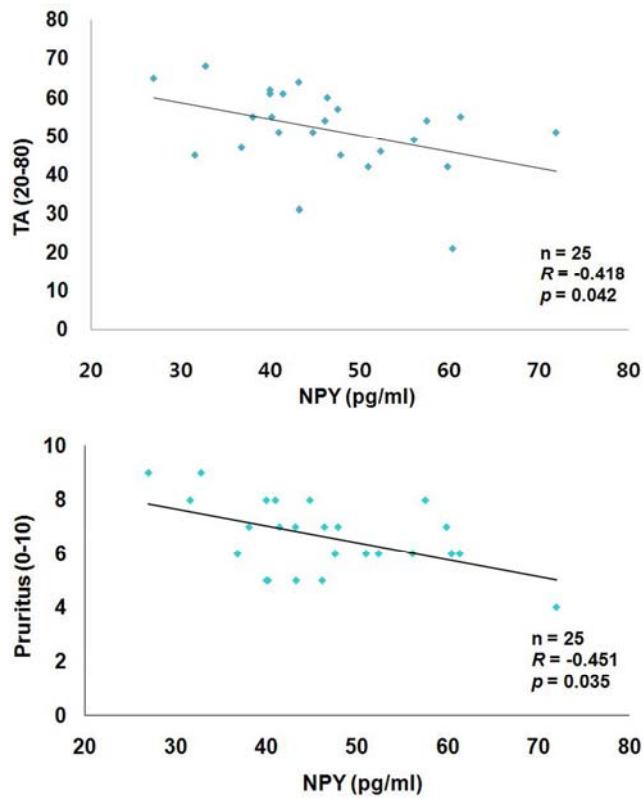 80
70
60
50
40
30
20
10
0
TA (20-80)
n = 25
R = -0.418
p = 0.042
20 30 40 50 60 70 80
NPY (pg/ml)
10
8
6
4
2
0
Pruritus (0-10)
n = 25
R = -0.451
p = 0.035
20 30 40 50 60 70 80
NPY (pg/ml)